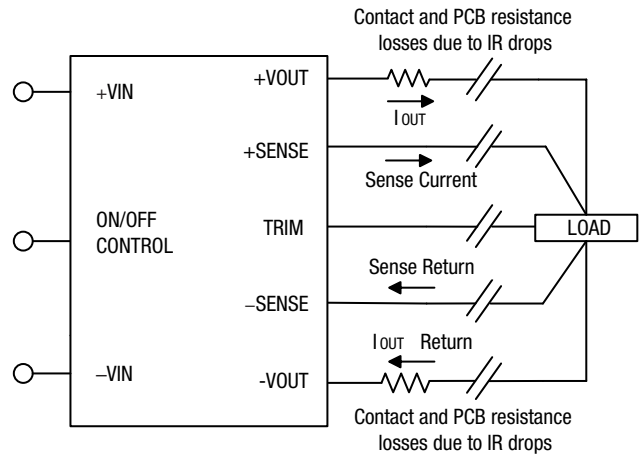 Contact and PCB resistance
losses due to IR drops
+VOUT
+VIN
IOUT
+SENSE
Sense Current
ON/OFF
CONTROL
TRIM
LOAD
Sense Return
−SENSE
IOUT Return
−VIN
-VOUT
Contact and PCB resistance
losses due to IR drops